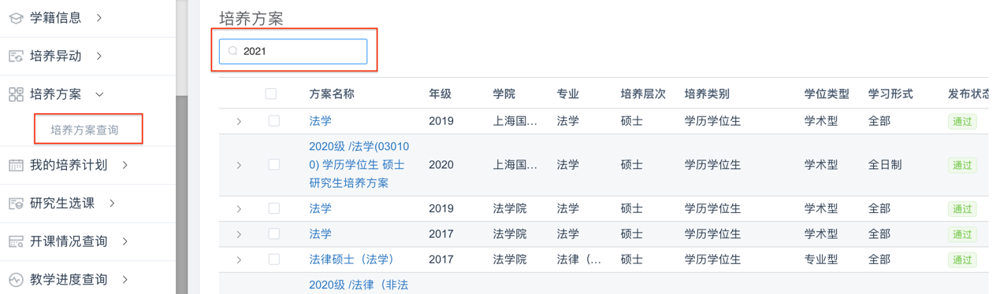 学籍信息
培养异动
培养方案
培养方案查询
我的培养计划
研究生选课
开课情况查询
教学进度查询
培养方案
2021
方案名称 年级 学院 专业 培养层次 培养类别 学位类型 学习形式 发布状态
法学 2019 上海国... 法学 硕士 学历学位生 学术型 全部 通过
2020级 /法学(03010
0) 学历学位生 硕士 2020 上海国... 法学 硕士 学历学位生 学术型 全日制 通过
研究生培养方案
法学 2019 法学院 法学 硕士 学历学位生 学术型 全部 通过
法学 2017 法学院 法学 硕士 学历学位生 学术型 全部 通过
法律硕士（法学） 2017 法学院 法律（... 硕士 学历学位生 专业型 全部 通过
2020级 /法律（非法